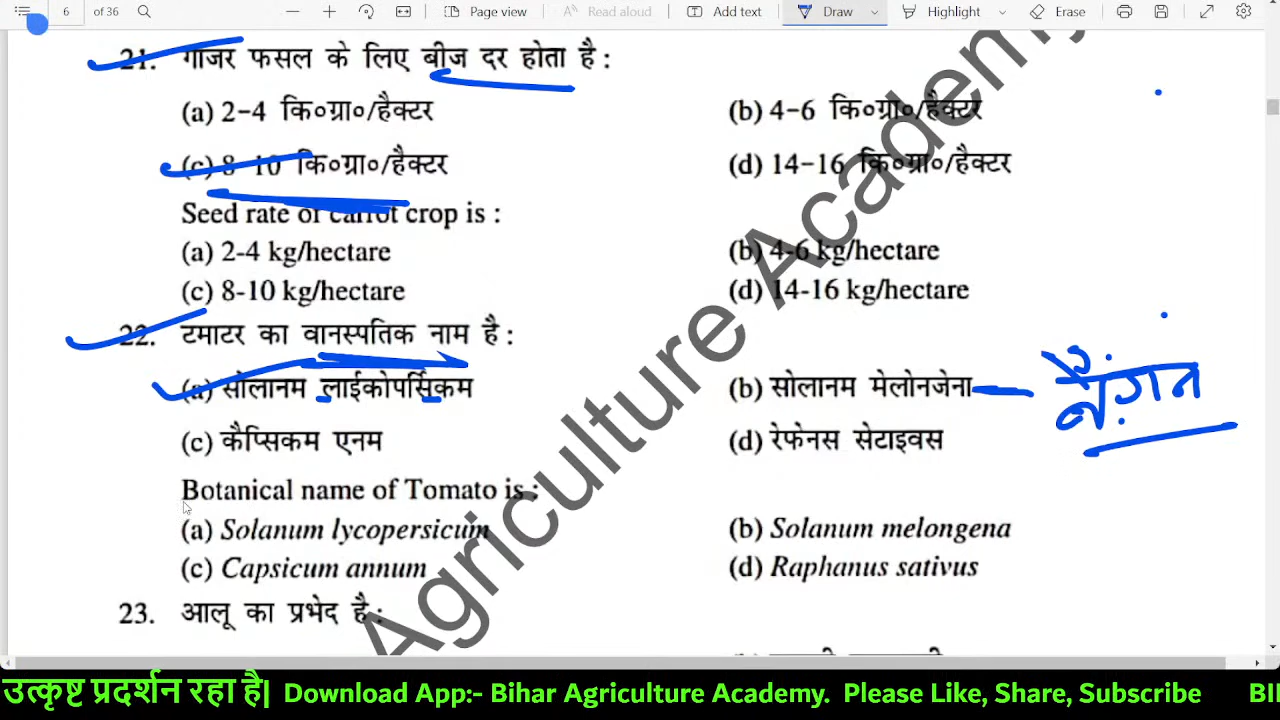 6 of 36 Page view Read aloud Add text Draw Highlight Erase
21. गाजर फसल के लिए बीज दर होता है :
(a) 2-4 कि०ग्रा०/हैक्टर (b) 4-6 कि०ग्रा०/हैक्टर
(c) 8-10 कि०ग्रा०/हैक्टर (d) 14-16 कि०ग्रा०/हैक्टर
Seed rate of carrot crop is :
(a) 2-4 kg/hectare (b) 4-6 kg/hectare
(c) 8-10 kg/hectare (d) 14-16 kg/hectare
22. टमाटर का वानस्पतिक नाम है :
(a) सोलानम लाईकोपर्सिकम (b) सोलानम मेलोनजेना बैंगन
(c) कैप्सिकम एनम (d) रेफेनस सेटाइवस
Botanical name of Tomato is :
(a) Solanum lycopersicum (b) Solanum melongena
(c) Capsicum annum (d) Raphanus sativus
23. आलू का प्रभेद है :
Agriculture Academy
उत्कृष्ट प्रदर्शन रहा है| Download App:- Bihar Agriculture Academy. Please Like, Share, Subscribe BI